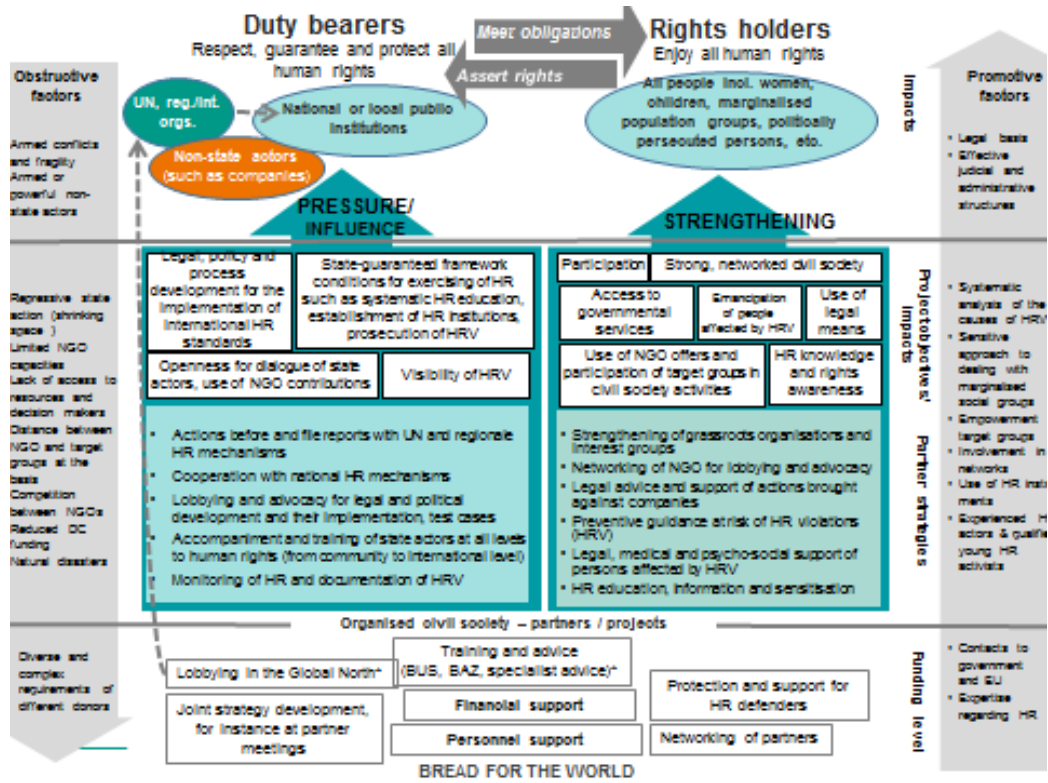 Duty bearers
Respect, guarantee and protect all
human rights
Meet obligations
Assert rights
Rights holders
Enjoy all human rights
Obstructive
factors
UN, reg./int.
orgs.
National or local public
institutions
Non-state actors
(such as companies)
All people incl. women,
children, marginalised
population groups, politically
persecuted persons, etc.
Impacts
Promotive
factors
Armed conflicts
and fragility
Armed or
powerful non-
state actors
• Legal basis
• Effective
judicial and
administrative
structures
PRESSURE/
INFLUENCE
STRENGTHENING
Regressive state
action (shrinking
space )
Limited NGO
capacities
Lack of access to
resources and
decision makers
Distance between
NGO and target
groups at the
basis
Competition
between NGOs
Reduced DC
funding
Natural disasters
Legal, policy and
process
development for the
implementation of
international HR
standards
State-guaranteed framework
conditions for exercising of HR
such as systematic HR education,
establishment of HR institutions,
prosecution of HRV
Openness for dialogue of state
actors, use of NGO contributions
Visibility of HRV
Participation
Strong, networked civil society
Access to
governmental
services
Emancipation
of people
affected by HRV
Use of
legal
means
Use of NGO offers and
participation of target groups in
civil society activities
HR knowledge
and rights
awareness
Projectobjectives/
Impacts
• Systematic
analysis of the
causes of HRV
• Sensitive
approach to
dealing with
marginalised
social groups
• Empowerment
target groups
• Involvement in
networks
• Use of HR instru
ments
• Experienced HR
actors & qualifie
young HR
activists
• Actions before and file reports with UN and regionale
HR mechanisms
• Cooperation with national HR mechanisms
• Lobbying and advocacy for legal and political
development and their implementation, test cases
• Accompaniment and training of state actors at all levels
to human rights (from community to international level)
• Monitoring of HR and documentation of HRV
• Strengthening of grassroots organisations and
interest groups
• Networking of NGO for lobbying and advocacy
• Legal advice and support of actions brought
against companies
• Preventive guidance at risk of HR violations
(HRV)
• Legal, medical and psycho-social support of
persons affected by HRV
• HR education, information and sensitisation
Partner strategies
Organised civil society – partners / projects
Diverse and
complex
requirements of
different donors
Lobbying in the Global North*
Training and advice
(BUS, BAZ, specialist advice)*
Protection and support for
HR defenders
Joint strategy development,
for instance at partner
meetings
Financial support
Personnel support
Networking of partners
Funding level
• Contacts to
government
and EU
• Expertise
regarding HR
BREAD FOR THE WORLD